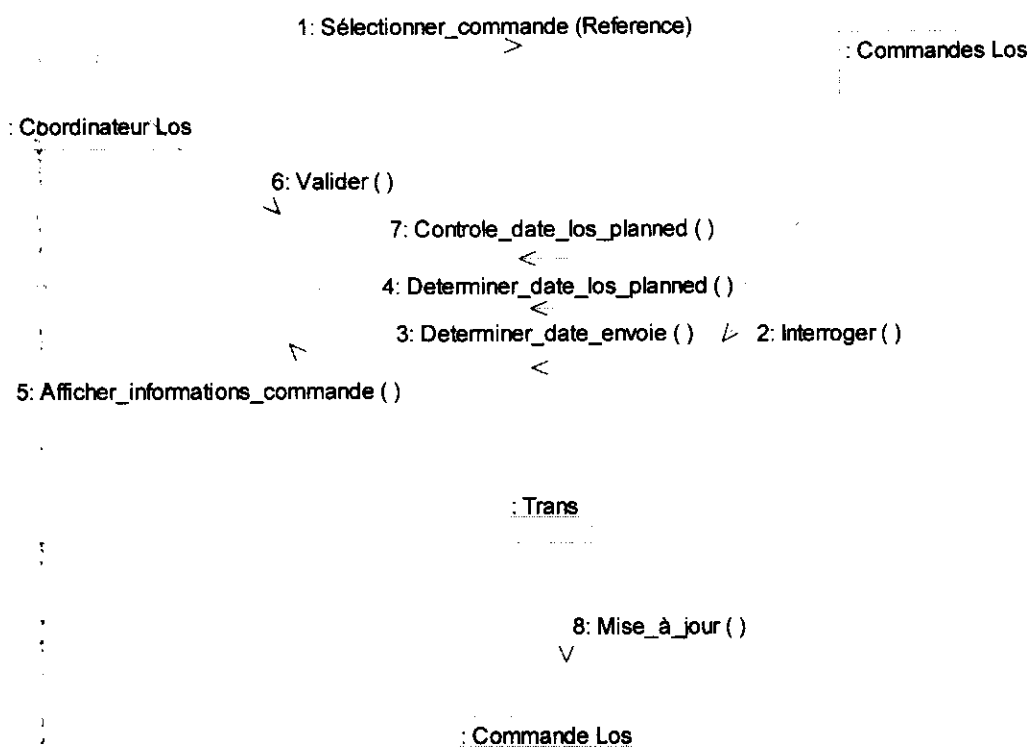 1: Sélectionner_commande (Reference)
: Commandes Los
: Coordinateur Los
6: Valider ( )
7: Controle_date_los_planned ( )
4: Determiner_date_los_planned ( )
3: Determiner_date_envoie ( ) 2: Interroger ( )
5: Afficher_informations_commande ( )
: Trans
8: Mise_à_jour ( )
: Commande Los